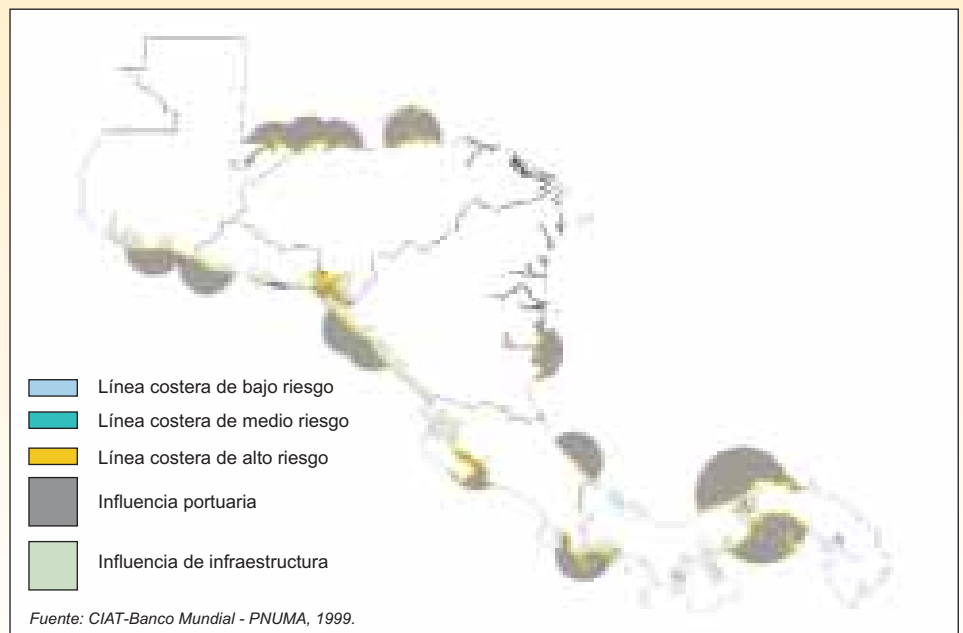 Línea costera de bajo riesgo
Línea costera de medio riesgo
Línea costera de alto riesgo
Influencia portuaria
Influencia de infraestructura
Fuente: CIAT-Banco Mundial - PNUMA, 1999.